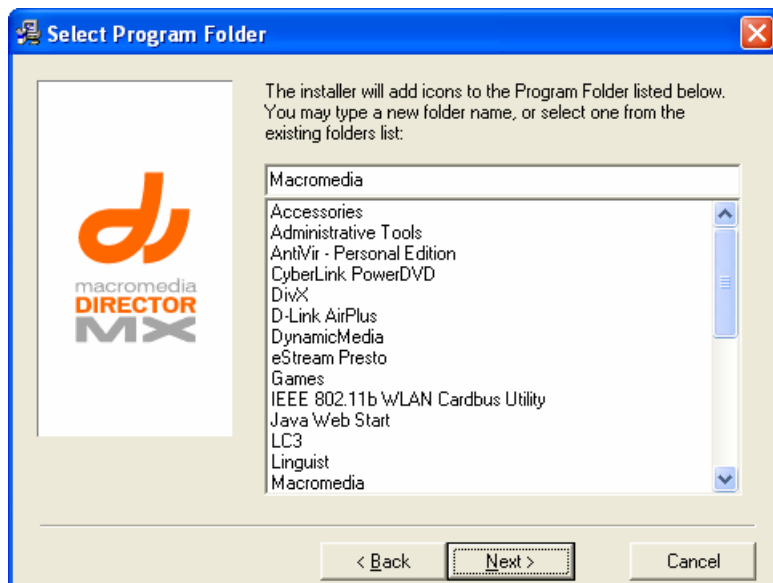 Select Program Folder
The installer will add icons to the Program Folder listed below.
You may type a new folder name, or select one from the
existing folders list:
Macromedia
Accessories
Administrative Tools
AntiVir - Personal Edition
CyberLink PowerDVD
DivX
D-Link AirPlus
DynamicMedia
eStream Presto
Games
IEEE 802.11b WLAN Cardbus Utility
Java Web Start
LC3
Linguist
Macromedia
macromedia
DIRECTOR
MX
< Back
Next >
Cancel